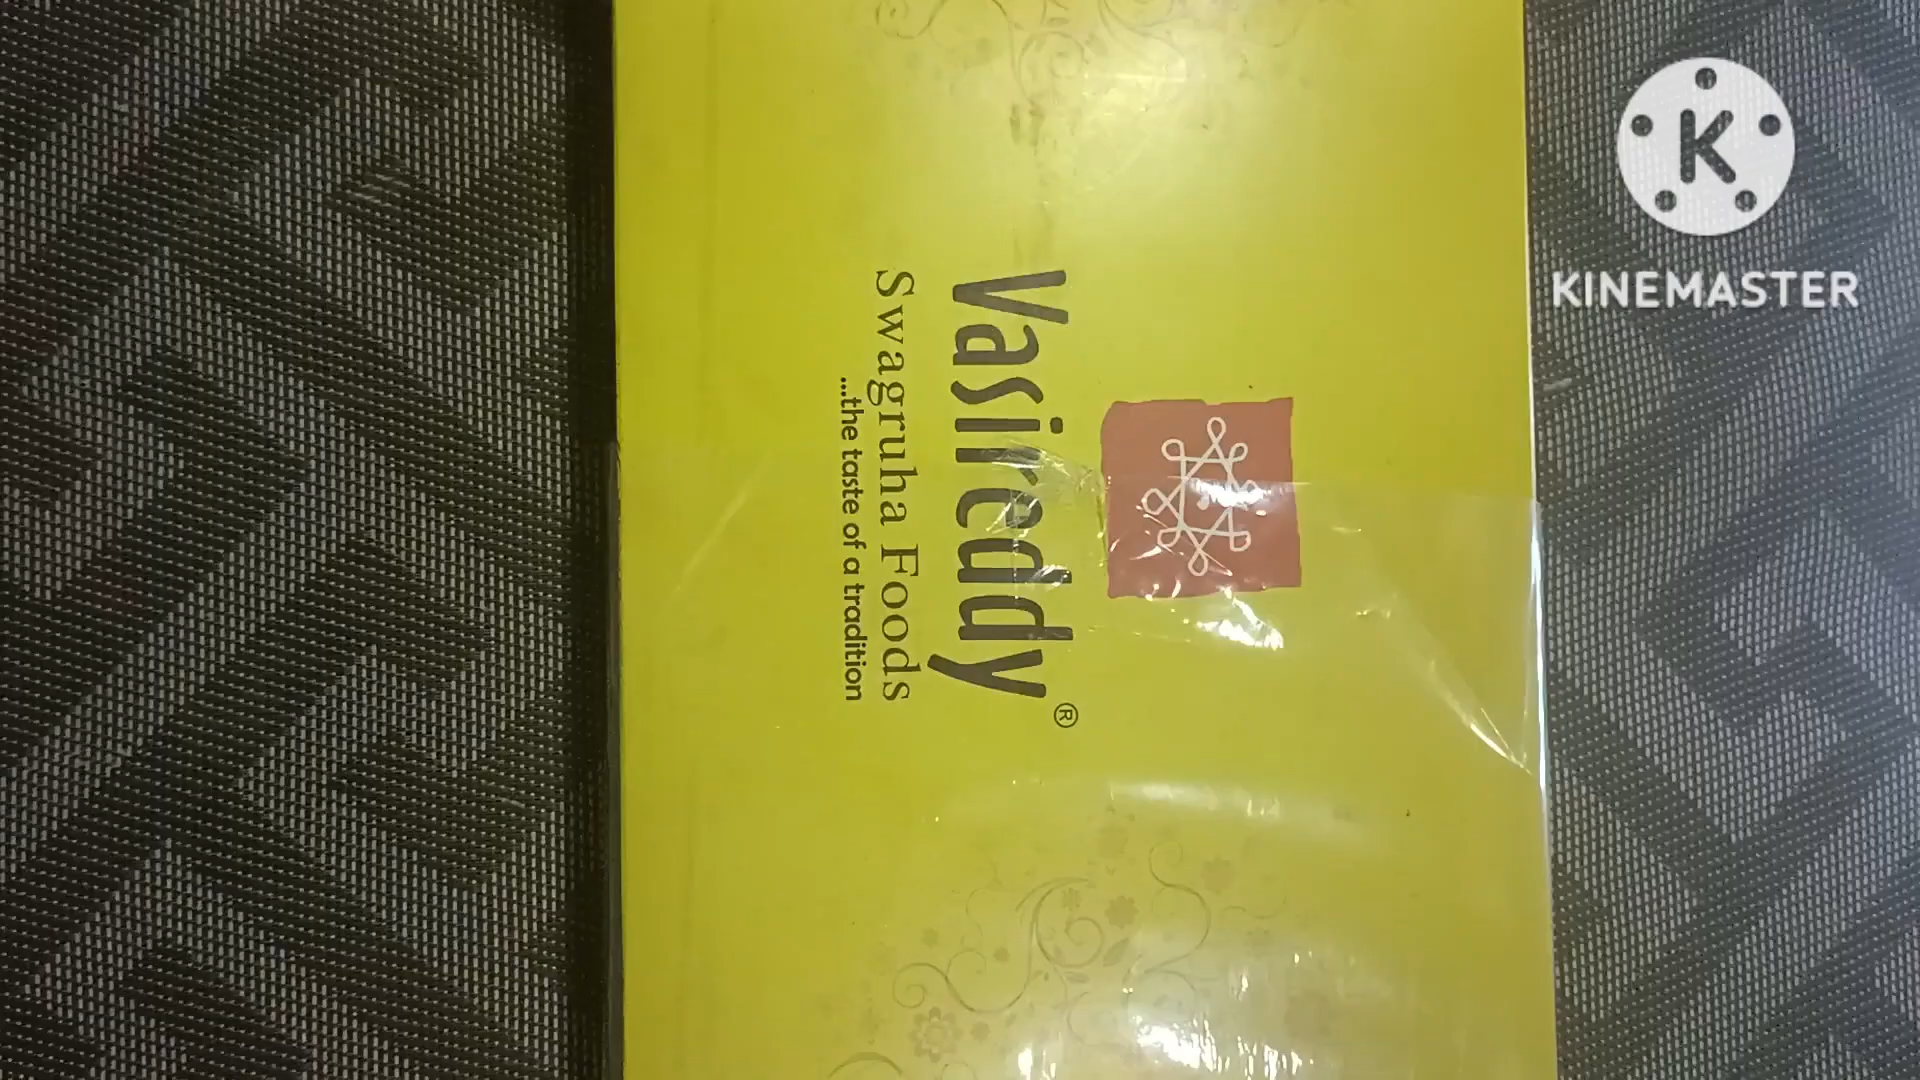 Vasireddy®
Swagruha Foods
...the taste of a tradition
K
KINEMASTER